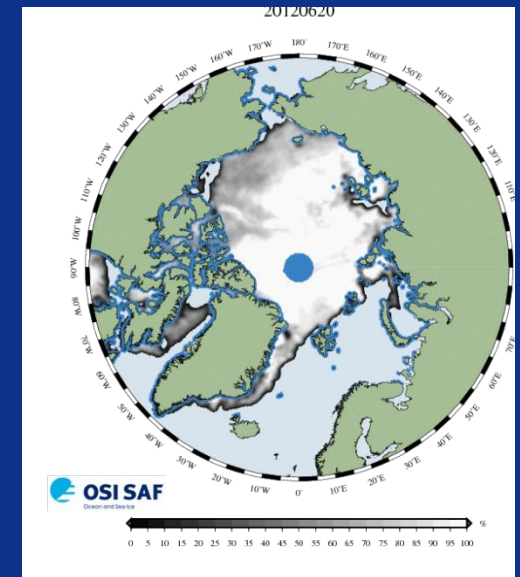 20120620
180°
170°W 170°E
160°W 160°E
150°W 150°E
140°W 140°E
130°W 130°E
120°W 120°E
110°W 110°E
100°W
90°W
80°W
70°W 70°E
60°W 60°E
50°W 50°E
40°W 40°E
30°W 30°E
20°W 20°E
10°W 0° 10°E
OSI SAF
Ocean and Sea Ice
%
0 5 10 15 20 25 30 35 40 45 50 55 60 65 70 75 80 85 90 95 100